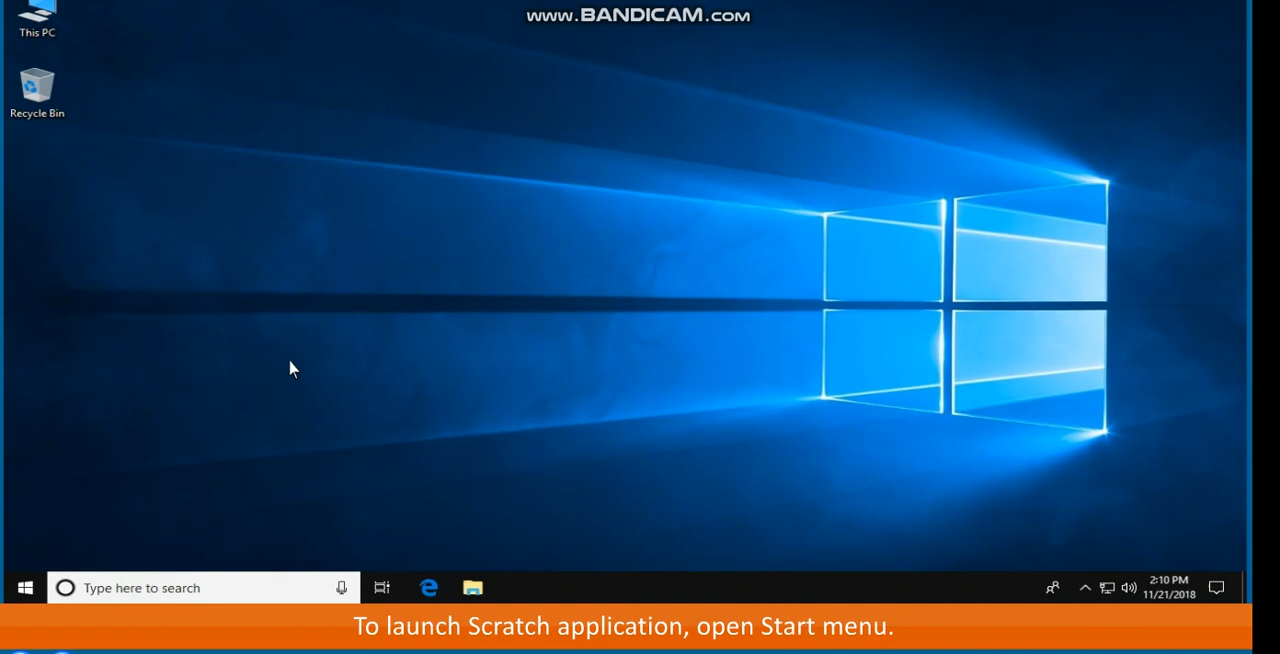 www.BANDICAM.com
This PC
Recycle Bin
Type here to search
2:10 PM
11/21/2018
To launch Scratch application, open Start menu.